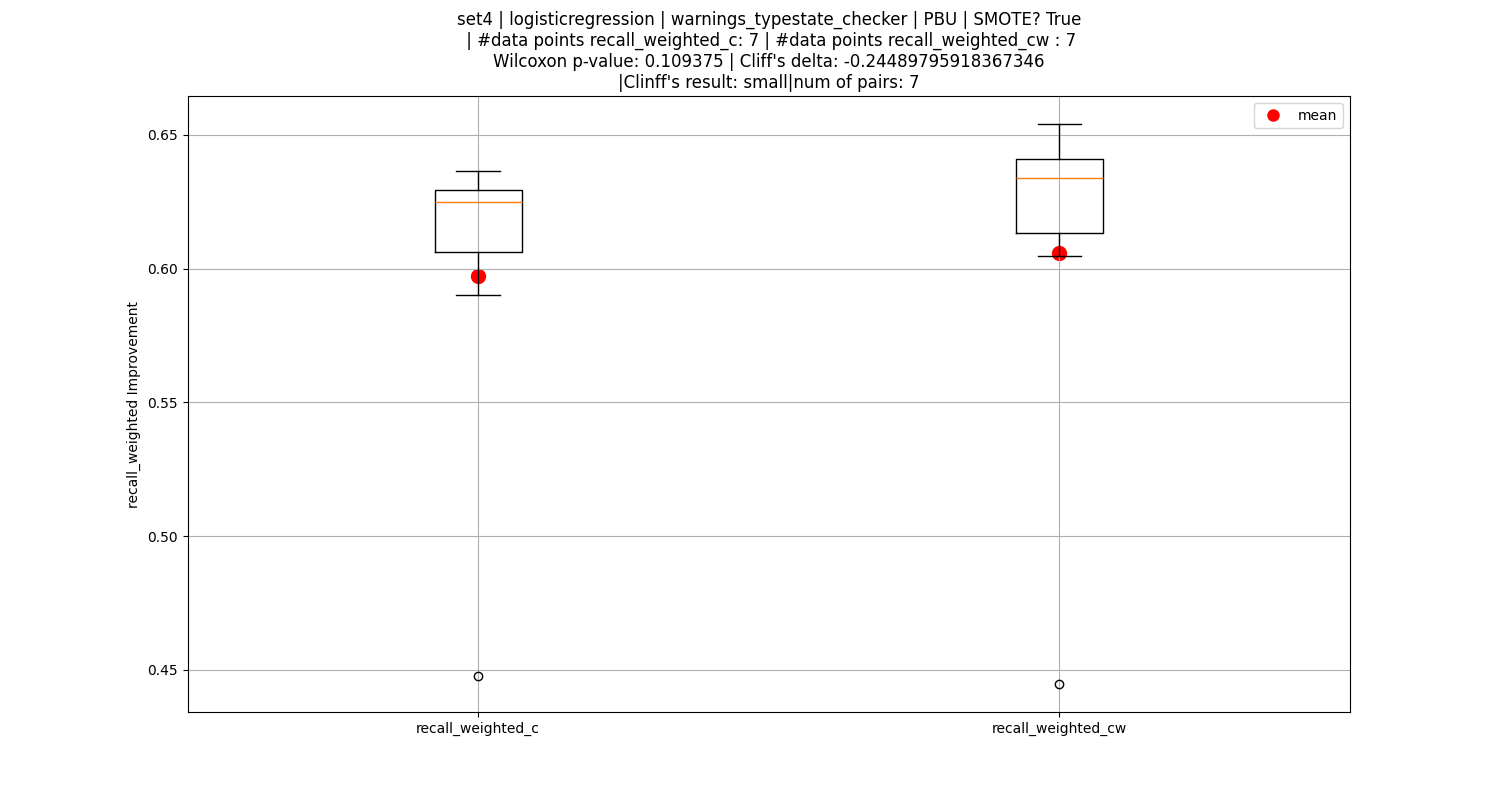 set4 | logisticregression | warnings_typestate_checker | PBU | SMOTE? True
| #data points recall_weighted_c: 7 | #data points recall_weighted_cw : 7
Wilcoxon p-value: 0.109375 | Cliff's delta: -0.24489795918367346
|Clinff's result: small|num of pairs: 7
mean
0.65
0.60
0.55
0.50
0.45
recall_weighted Improvement
recall_weighted_c
recall_weighted_cw